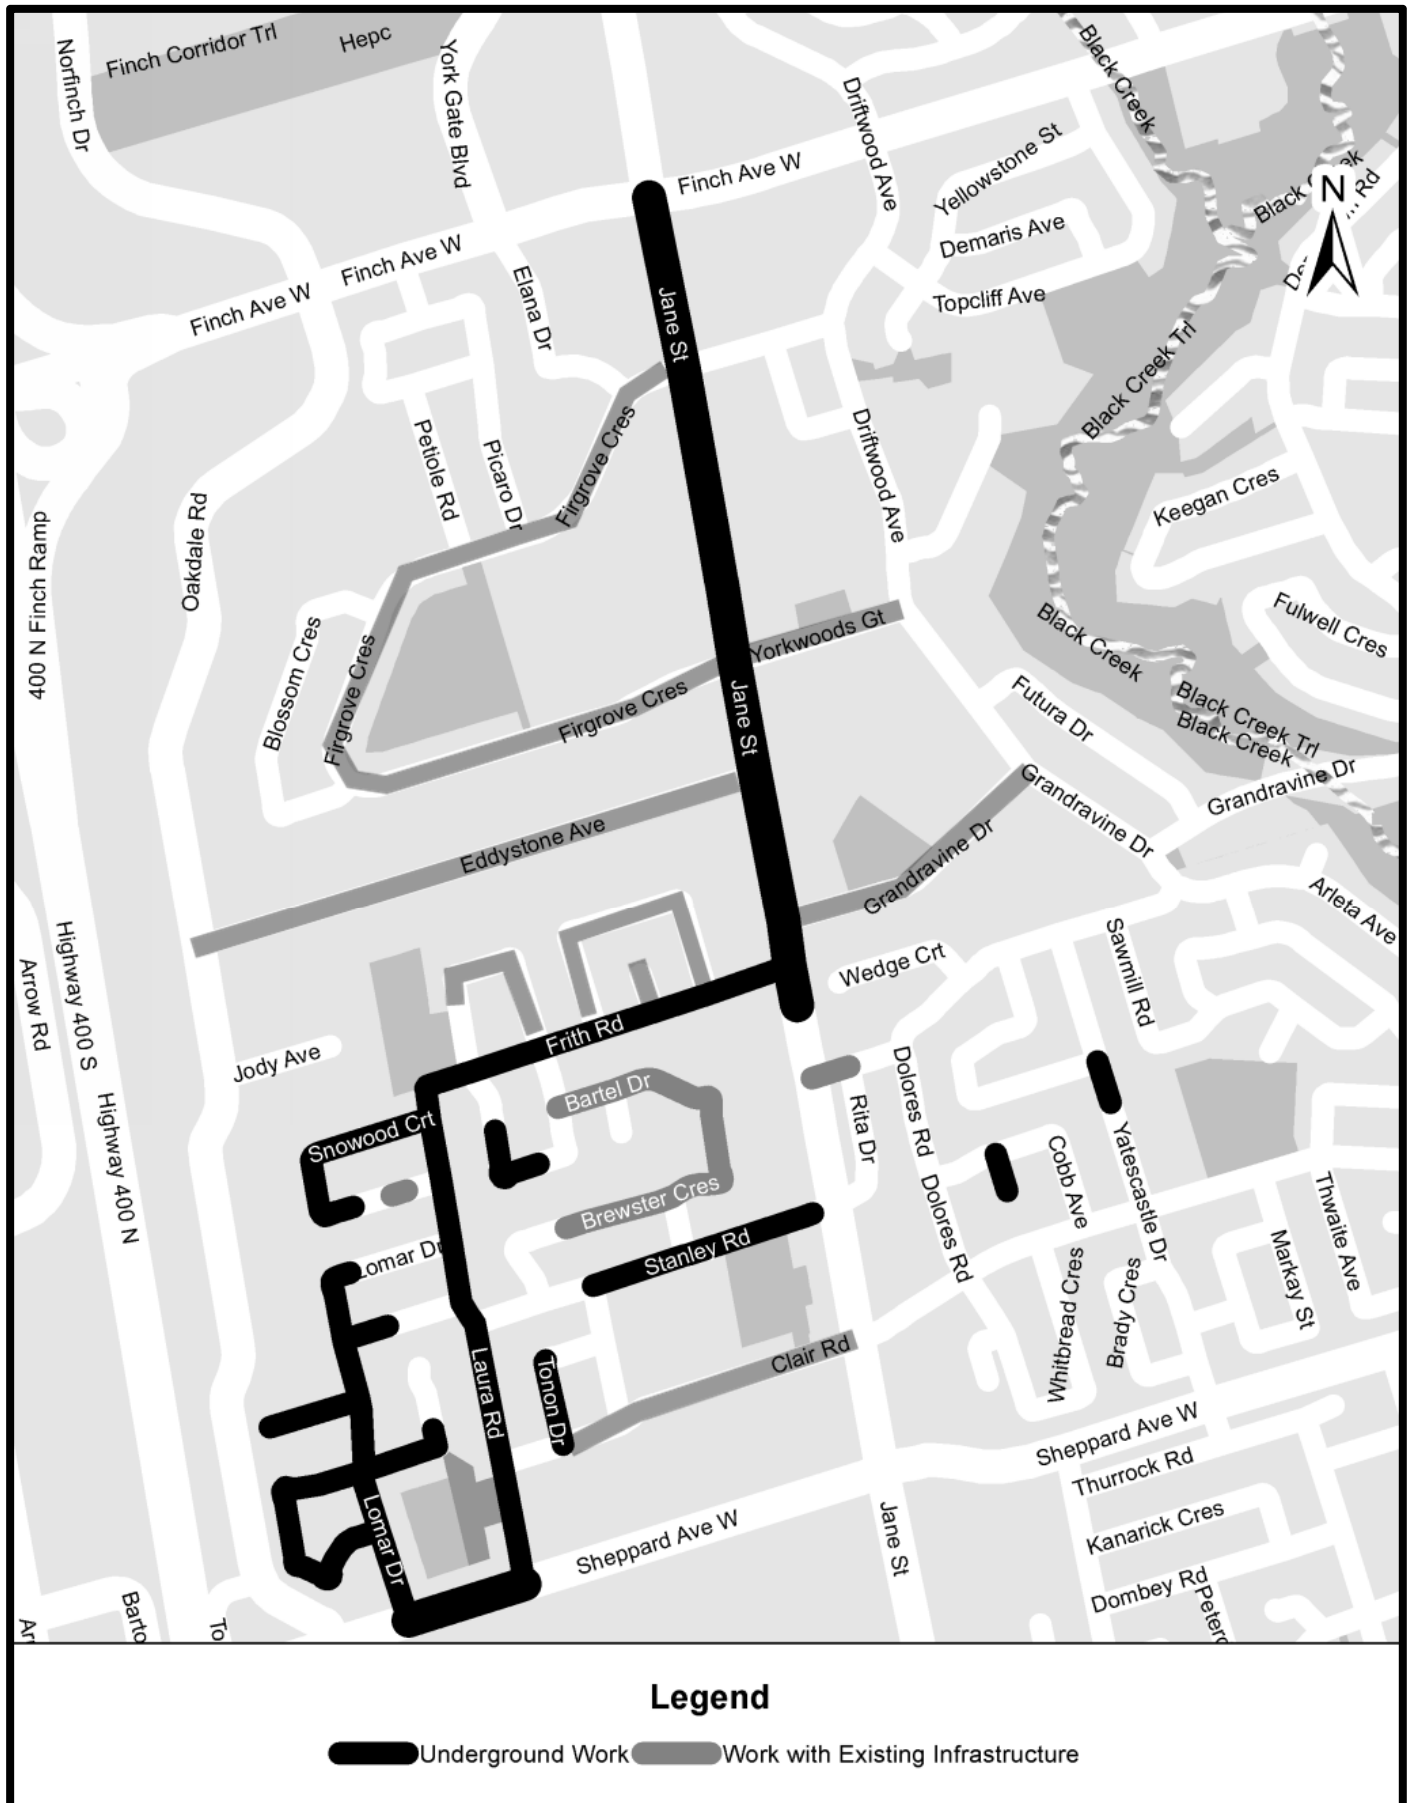 Finch Corridor Trl
Hepc
Norfinch Dr
York Gate Blvd
Black Creek
Driftwood Ave
Finch Ave W
Yellowstone St
Black
ek
Rd
N
Demaris Ave
Finch Ave W
Finch Ave W
Elana Dr
Topcliff Ave
Jane St
Black Creek Trl
Firgrove Cres
Petiole Rd
Picaro Dr
Driftwood Ave
Keegan Cres
Oakdale Rd
400 N Finch Ramp
Fulwell Cres
Black Creek
Yorkwoods Gt
Blossom Cres
Firgrove Cres
Firgrove Cres
Jane St
Futura Dr
Black Creek Trl
Black Creek
Grandravine Dr
Grandravine Dr
Eddystone Ave
Grandravine Dr
Arleta Ave
Wedge Crt
Sawmill Rd
Highway 400 S
Arrow Rd
Frith Rd
Jody Ave
Bartel Dr
Dolores Rd
Rita Dr
Snowood Crt
Highway 400 N
Cobb Ave
Yatescastle Dr
Brewster Cres
Dolores Rd
Thwaite Ave
Stanley Rd
Lomar Dr
Markay St
Whitbread Cres
Brady Cres
Clair Rd
Laura Rd
Tonon Dr
Sheppard Ave W
Thurrock Rd
Lomar Dr
Sheppard Ave W
Jane St
Kanarick Cres
Dombey Rd
Peterc
Barto
To
Ar
Legend
Underground Work
Work with Existing Infrastructure